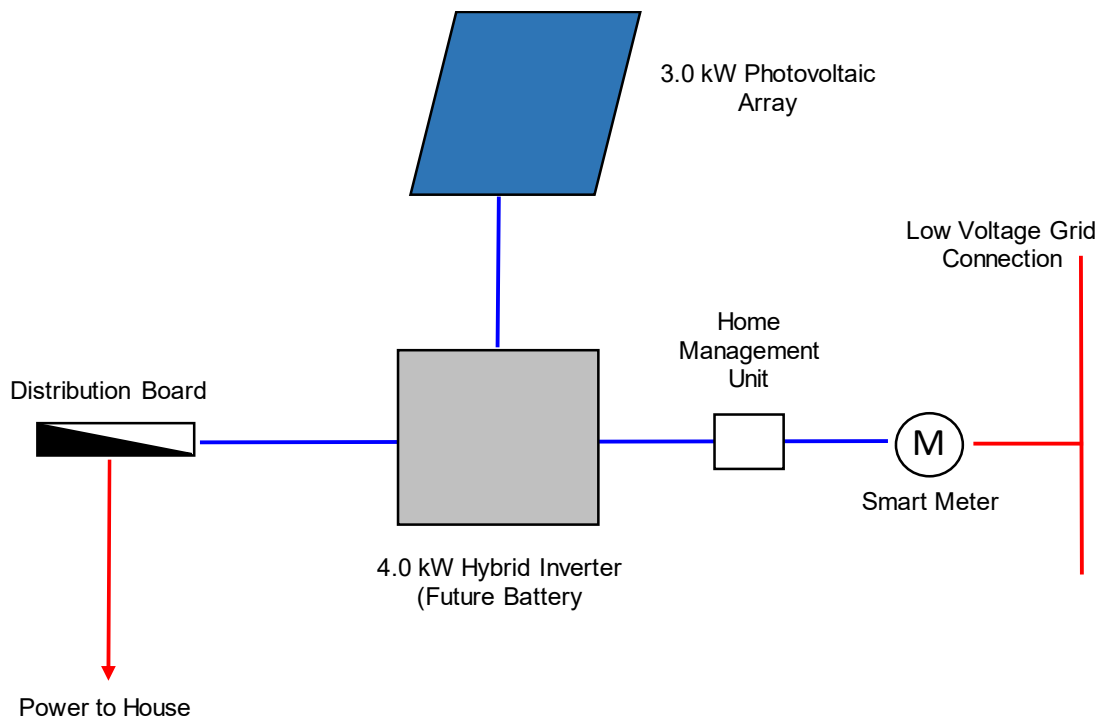 3.0 kW Photovoltaic
Array
Low Voltage Grid
Connection
Home
Management
Unit
Distribution Board
M
Smart Meter
4.0 kW Hybrid Inverter
(Future Battery
Power to House